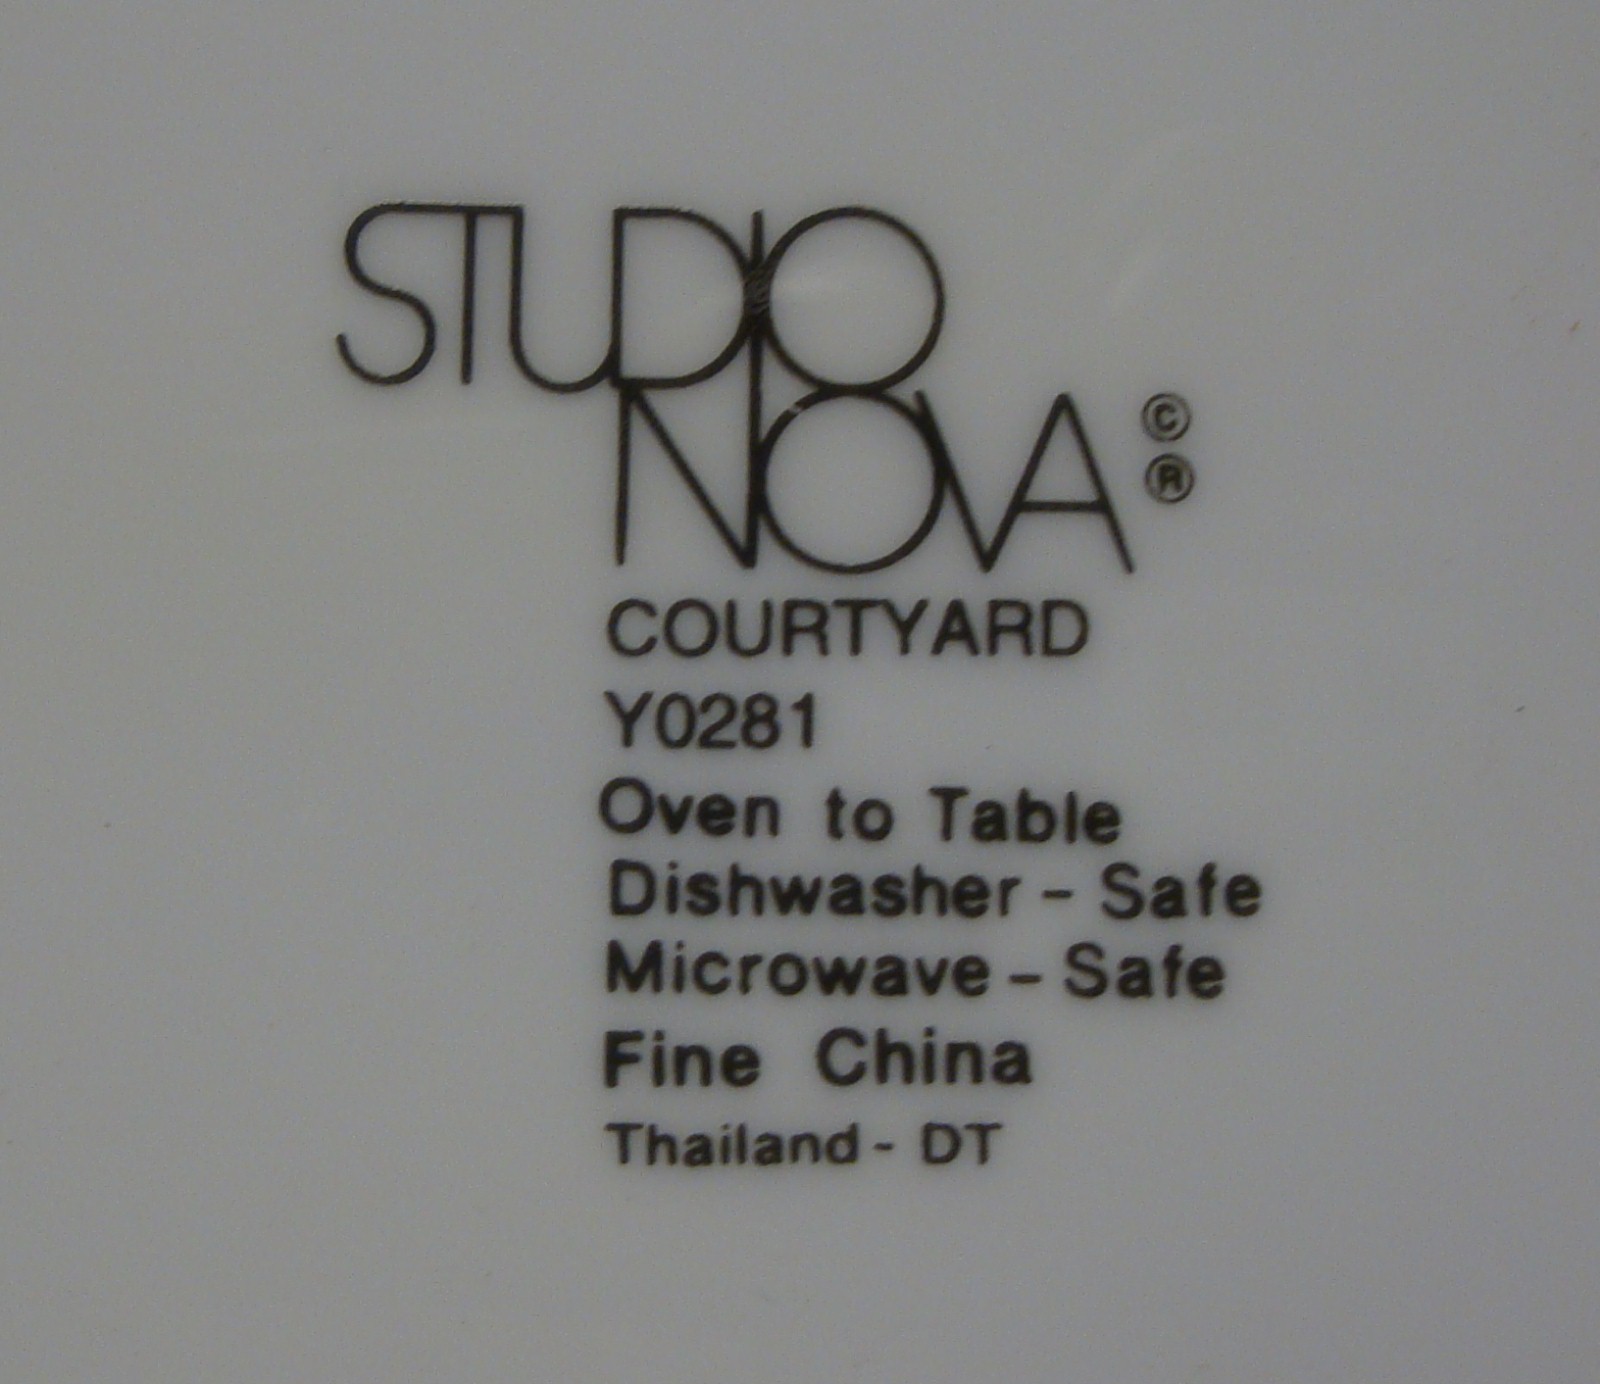 STUDIO
NOVA © ®
COURTYARD
Y0281
Oven to Table
Dishwasher - Safe
Microwave - Safe
Fine China
Thailand - DT